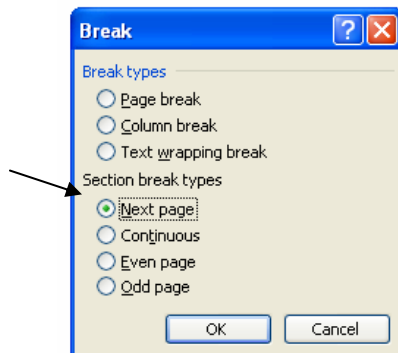 Break
Break types
Page break
Column break
Text wrapping break
Section break types
Next page
Continuous
Even page
Odd page
OK Cancel